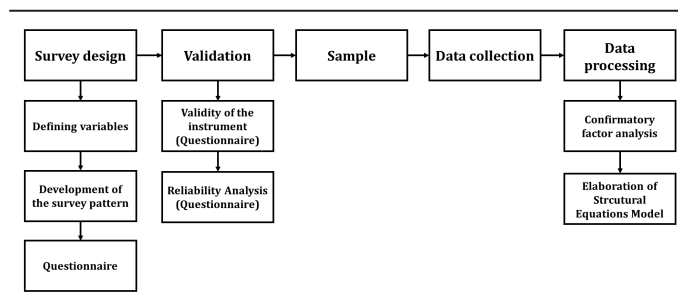 Survey design
Validation
Sample
Data collection
Data
processing
Defining variables
Validity of the
instrument
(Questionnaire)
Confirmatory
factor analysis
Development of
the survey pattern
Reliability Analysis
(Questionnaire)
Elaboration of
Strcutural
Equations Model
Questionnaire